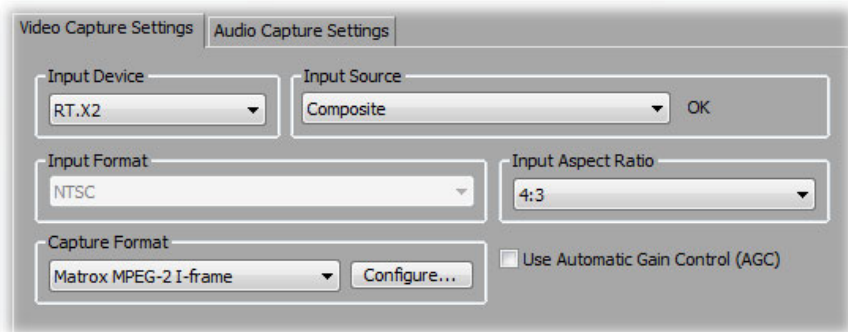 Video Capture Settings
Audio Capture Settings
Input Device
Input Source
RT.X2
Composite
OK
Input Format
Input Aspect Ratio
NTSC
4:3
Capture Format
Matrox MPEG-2 I-frame
Configure...
Use Automatic Gain Control (AGC)